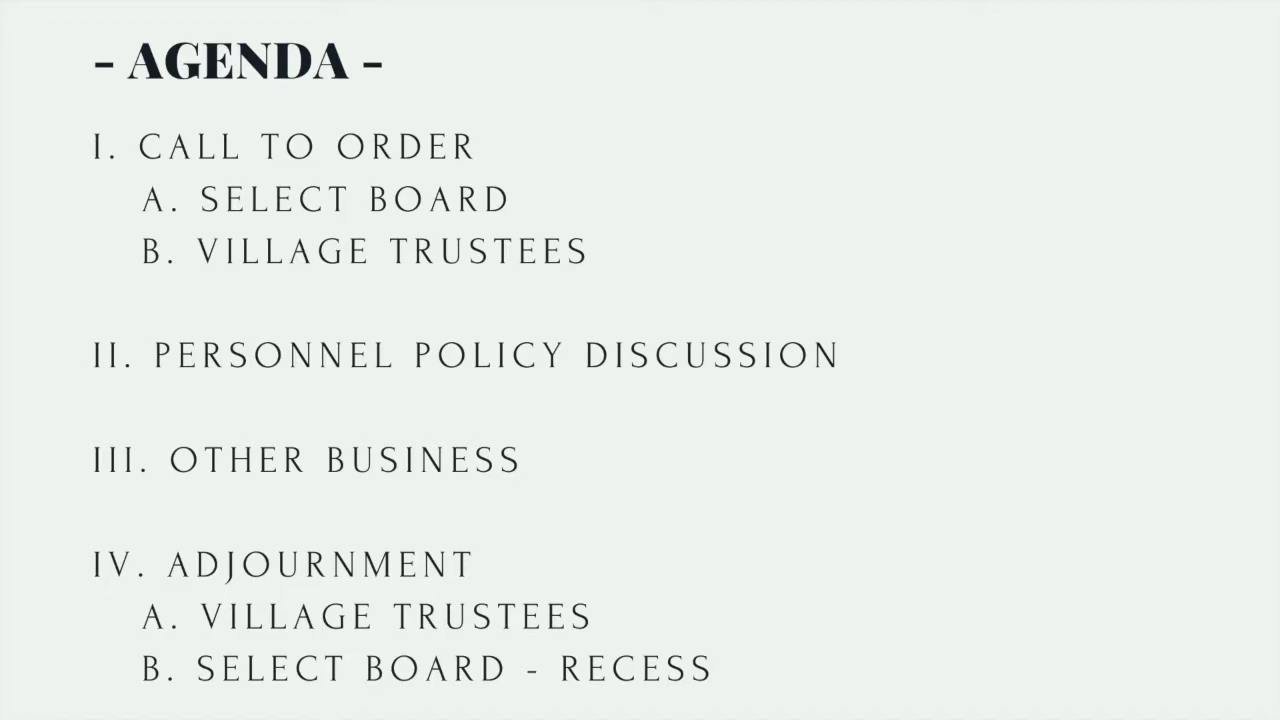 - AGENDA -
I. CALL TO ORDER
A. SELECT BOARD
B. VILLAGE TRUSTEES
II. PERSONNEL POLICY DISCUSSION
III. OTHER BUSINESS
IV. ADJOURNMENT
A. VILLAGE TRUSTEES
B. SELECT BOARD - RECESS